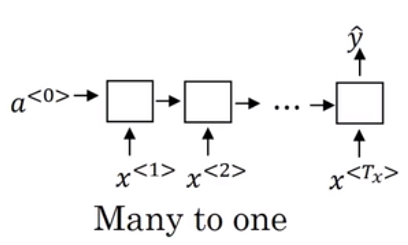 ŷ
a<0>
...
x<1> x<2> x<Tx>
Many to one